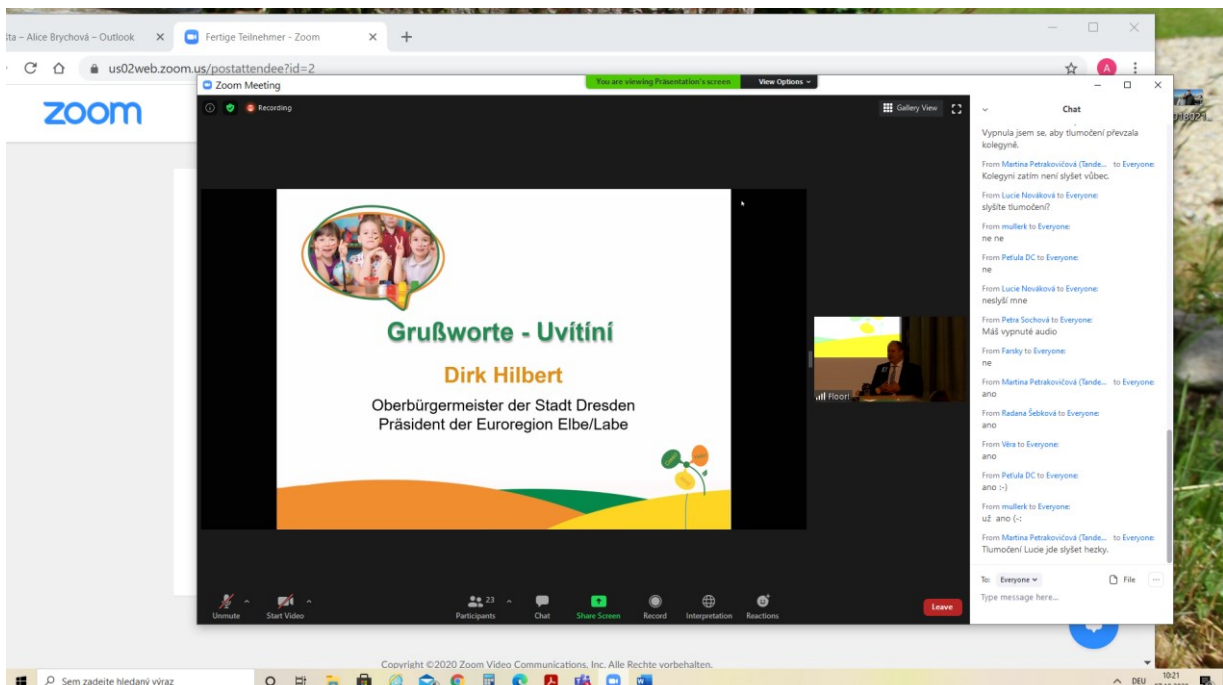 šta – Alice Brychová – Outlook
Fertige Teilnehmer - Zoom
us02web.zoom.us/postattendee?id=2
A
zoom
Zoom Meeting
You are viewing Präsentation's screen
View Options
Recording
Gallery View
Grußworte - Uvítíní
Dirk Hilbert
Oberbürgermeister der Stadt Dresden
Präsident der Euroregion Elbe/Labe
Floor!
Chat
Vypnula jsem se, aby tlumočení převzala
kolegyně.
From Martina Petrakovičová (Tande... to Everyone:
Kolegyni zatím není slyšet vůbec.
From Lucie Nováková to Everyone:
slyšíte tlumočení?
From mullerk to Everyone:
ne ne
From Peťula DC to Everyone:
ne
From Lucie Nováková to Everyone:
neslyší mne
From Petra Sochová to Everyone:
Máš vypnuté audio
From Farsky to Everyone:
ne
From Martina Petrakovičová (Tande... to Everyone:
ano
From Radana Šebková to Everyone:
ano
From Věra to Everyone:
ano
From Peťula DC to Everyone:
ano :-)
From mullerk to Everyone:
už ano (-:
From Martina Petrakovičová (Tande... to Everyone:
Tlumočení Lucie jde slyšet hezky.
To: Everyone
File
Type message here...
Unmute
Start Video
23
Participants
Chat
Share Screen
Record
Interpretation
Reactions
Leave
Copyright ©2020 Zoom Video Communications, Inc. Alle Rechte vorbehalten.
Sem zadejte hledaný výraz
DEU
10:21